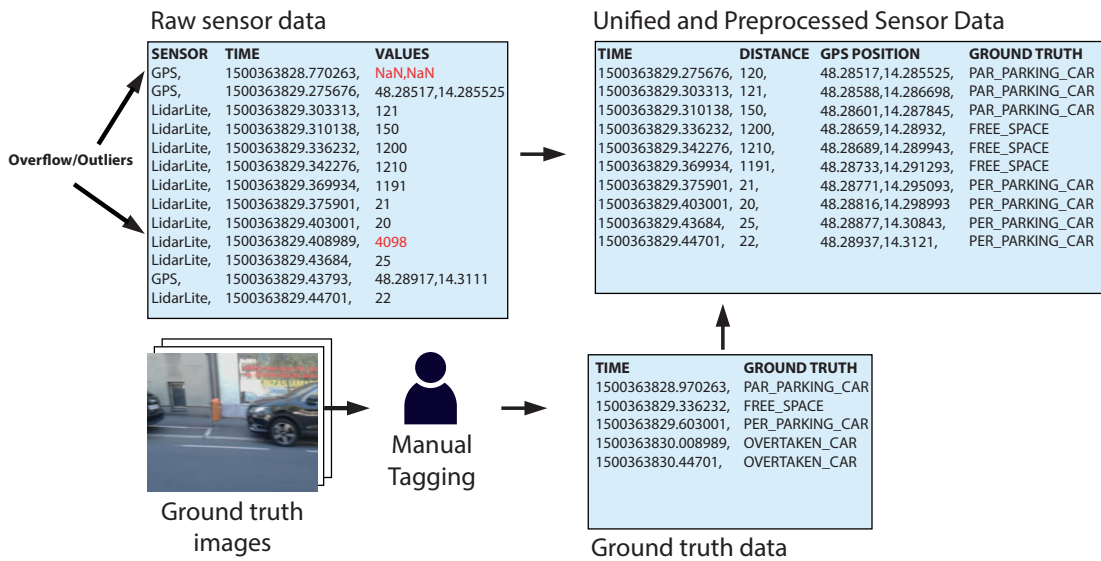 Raw sensor data
SENSOR TIME VALUES
GPS, 1500363828.770263, NaN,NaN
GPS, 1500363829.275676, 48.28517,14.285525
LidarLite, 1500363829.303313, 121
LidarLite, 1500363829.310138, 150
LidarLite, 1500363829.336232, 1200
LidarLite, 1500363829.342276, 1210
LidarLite, 1500363829.369934, 1191
LidarLite, 1500363829.375901, 21
LidarLite, 1500363829.403001, 20
LidarLite, 1500363829.408989, 4098
LidarLite, 1500363829.43684, 25
GPS, 1500363829.43793, 48.28917,14.3111
LidarLite, 1500363829.44701, 22
Overflow/Outliers
Unified and Preprocessed Sensor Data
TIME DISTANCE GPS POSITION GROUND TRUTH
1500363829.275676, 120, 48.28517,14.285525, PAR_PARKING_CAR
1500363829.303313, 121, 48.28588,14.286698, PAR_PARKING_CAR
1500363829.310138, 150, 48.28601,14.287845, PAR_PARKING_CAR
1500363829.336232, 1200, 48.28659,14.28932, FREE_SPACE
1500363829.342276, 1210, 48.28689,14.289943, FREE_SPACE
1500363829.369934, 1191, 48.28733,14.291293, FREE_SPACE
1500363829.375901, 21, 48.28771,14.295093, PER_PARKING_CAR
1500363829.403001, 20, 48.28816,14.298993 PER_PARKING_CAR
1500363829.43684, 25, 48.28877,14.30843, PER_PARKING_CAR
1500363829.44701, 22, 48.28937,14.3121, PER_PARKING_CAR
Ground truth
images
Manual
Tagging
TIME GROUND TRUTH
1500363828.970263, PAR_PARKING_CAR
1500363829.336232, FREE_SPACE
1500363829.603001, PER_PARKING_CAR
1500363830.008989, OVERTAKEN_CAR
1500363830.44701, OVERTAKEN_CAR
Ground truth data